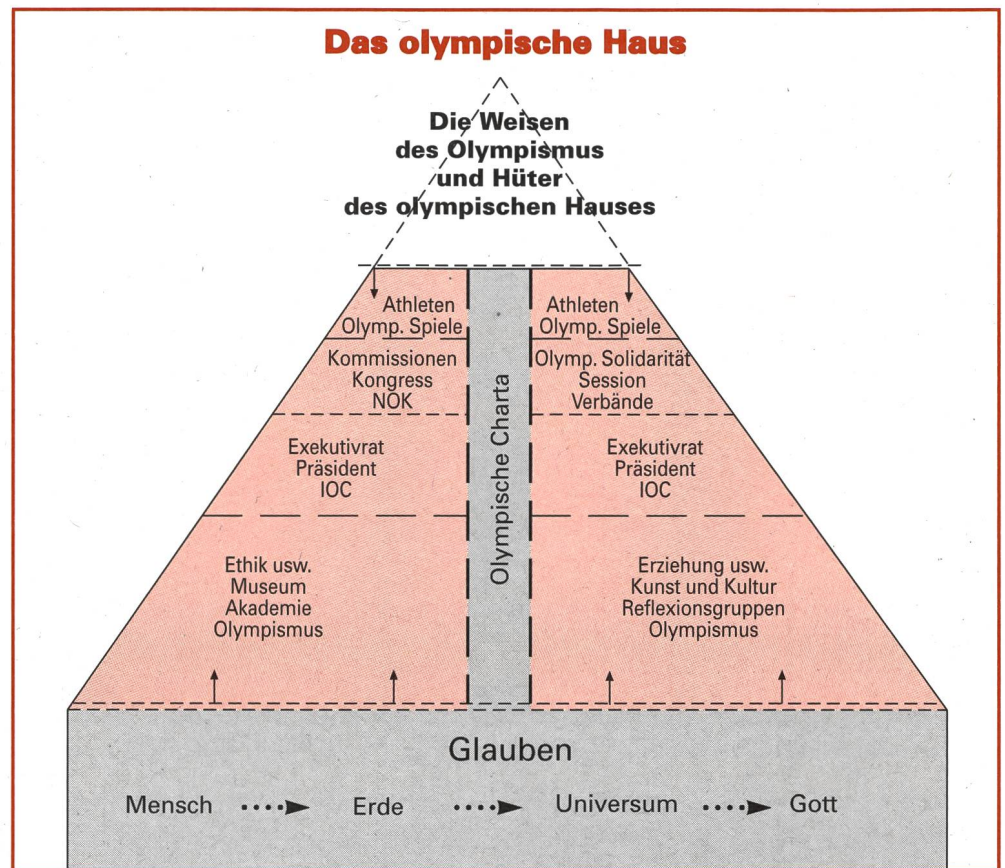 Das olympische Haus
Die Weisen
des Olympismus
und Hüter
des olympischen Hauses
Athleten
Olymp. Spiele
Kommissionen
Kongress
NOK
Exekutivrat
Präsident
IOC
Ethik usw.
Museum
Akademie
Olympismus
Olympische Charta
Athleten
Olymp. Spiele
Olymp. Solidarität
Session
Verbände
Exekutivrat
Präsident
IOC
Erziehung usw.
Kunst und Kultur
Reflexionsgruppen
Olympismus
Glauben
Mensch Erde Universum Gott